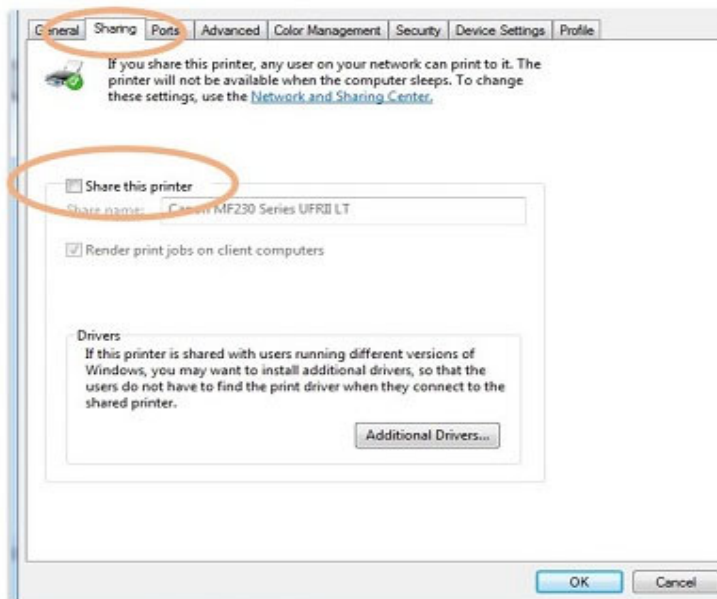 General Sharing Ports Advanced Color Management Security Device Settings Profile
If you share this printer, any user on your network can print to it. The
printer will not be available when the computer sleeps. To change
these settings, use the Network and Sharing Center.
Share this printer
Share name: Canon MF230 Series UFRII LT
Render print jobs on client computers
Drivers
If this printer is shared with users running different versions of
Windows, you may want to install additional drivers, so that the
users do not have to find the print driver when they connect to the
shared printer.
Additional Drivers...
OK Cancel